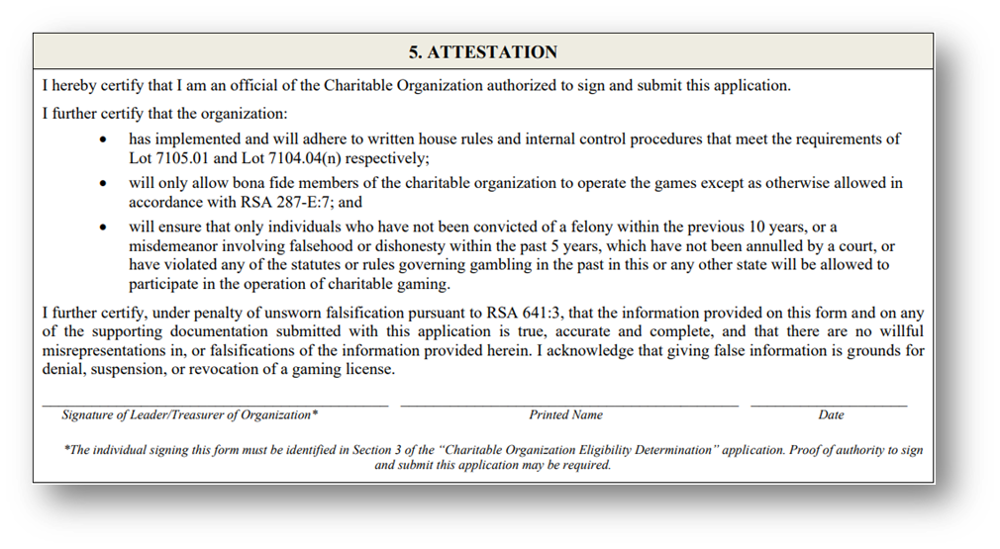 5. ATTESTATION
I hereby certify that I am an official of the Charitable Organization authorized to sign and submit this application.
I further certify that the organization:
• has implemented and will adhere to written house rules and internal control procedures that meet the requirements of
Lot 7105.01 and Lot 7104.04(n) respectively;
• will only allow bona fide members of the charitable organization to operate the games except as otherwise allowed in
accordance with RSA 287-E:7; and
• will ensure that only individuals who have not been convicted of a felony within the previous 10 years, or a
misdemeanor involving falsehood or dishonesty within the past 5 years, which have not been annulled by a court, or
have violated any of the statutes or rules governing gambling in the past in this or any other state will be allowed to
participate in the operation of charitable gaming.
I further certify, under penalty of unsworn falsification pursuant to RSA 641:3, that the information provided on this form and on any
of the supporting documentation submitted with this application is true, accurate and complete, and that there are no willful
misrepresentations in, or falsifications of the information provided herein. I acknowledge that giving false information is grounds for
denial, suspension, or revocation of a gaming license.
Signature of Leader/Treasurer of Organization* Printed Name Date
*The individual signing this form must be identified in Section 3 of the “Charitable Organization Eligibility Determination” application. Proof of authority to sign
and submit this application may be required.